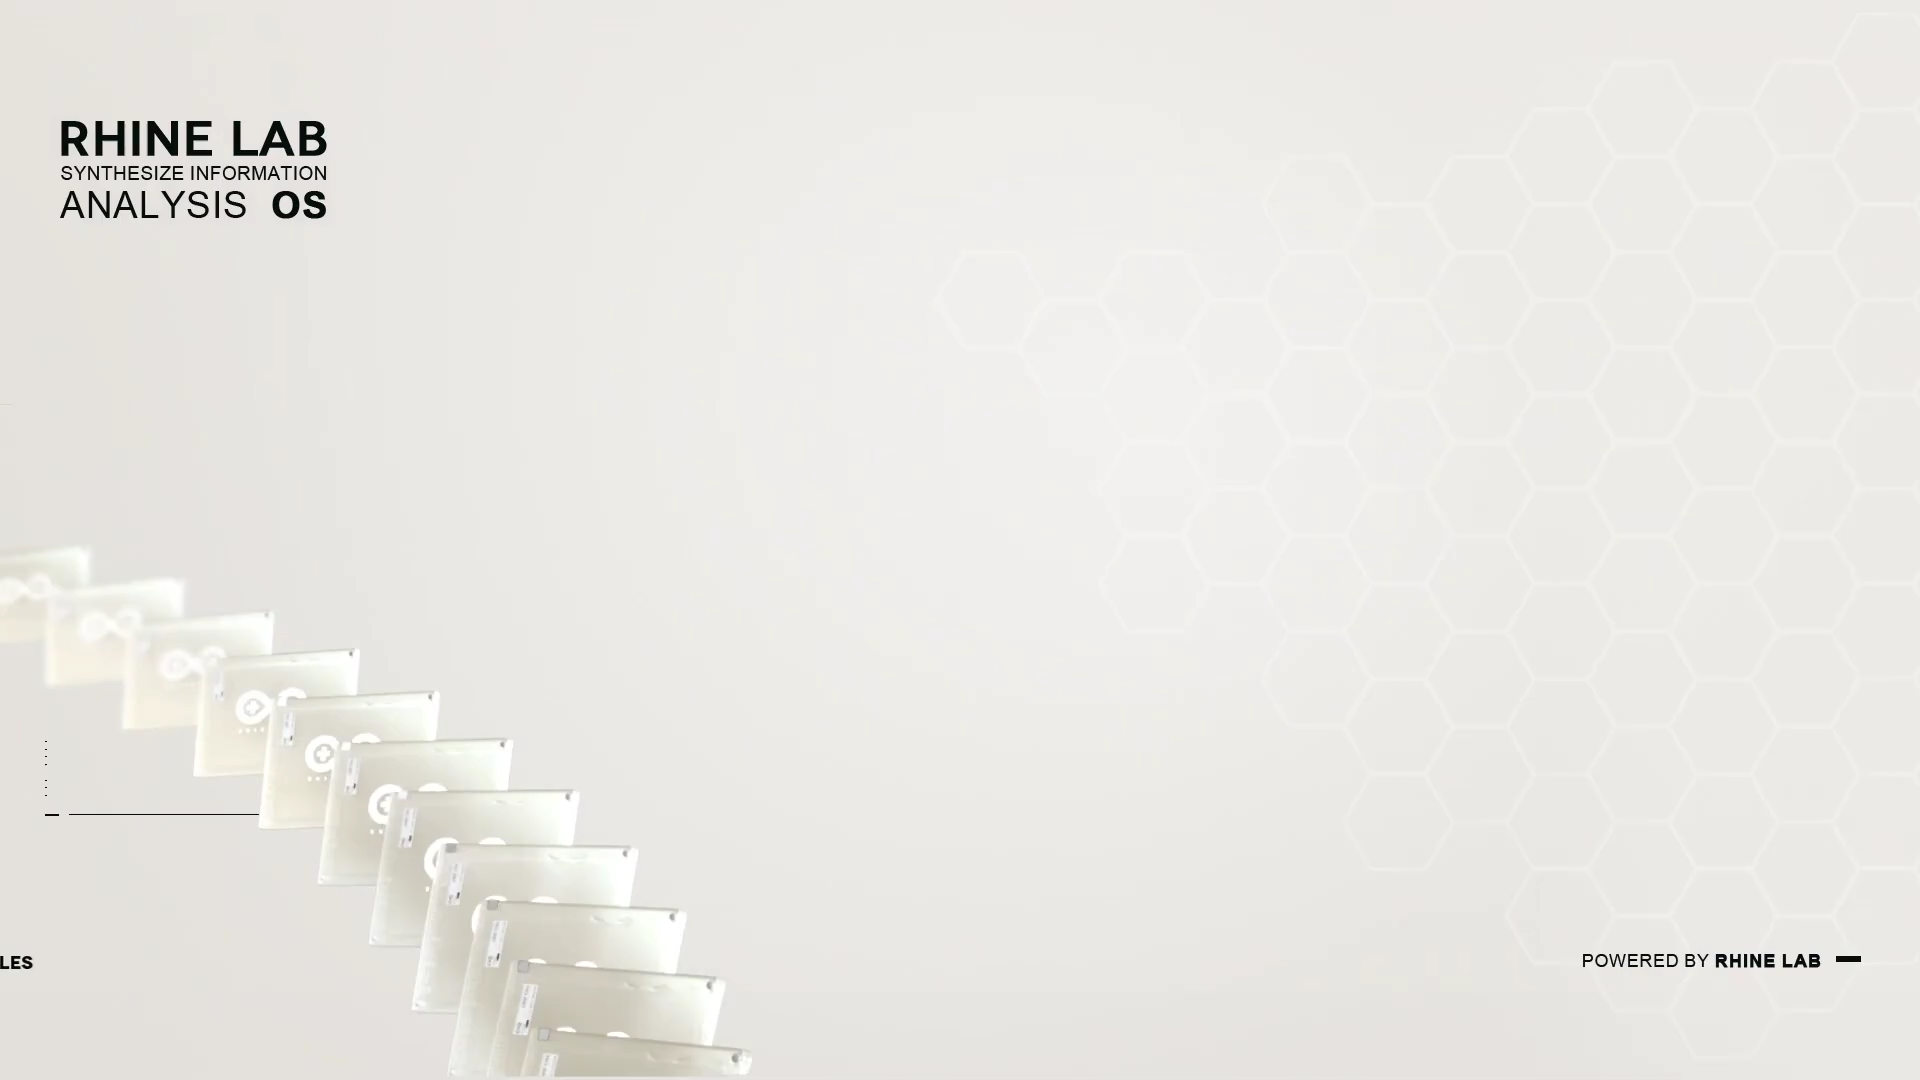 RHINE LAB
SYNTHESIZE INFORMATION
ANALYSIS OS
LES
POWERED BY RHINE LAB